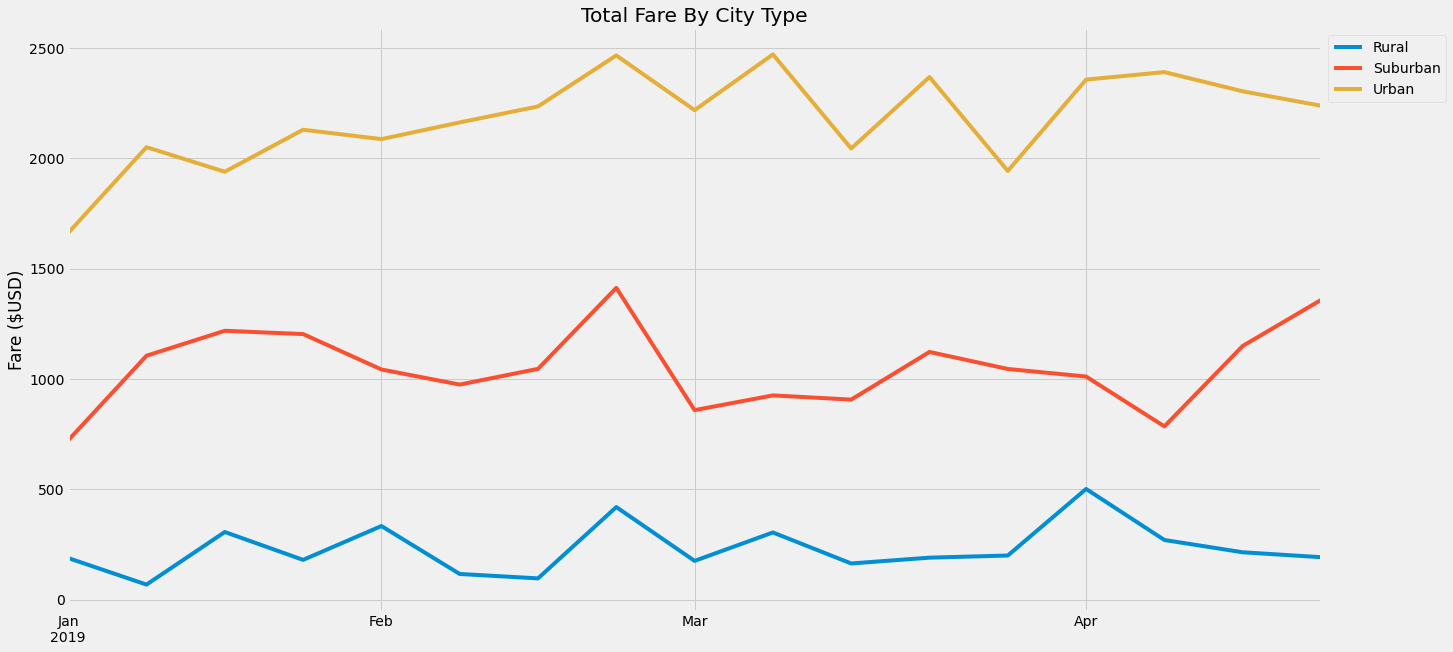 Total Fare By City Type
Fare ($USD)
2500
2000
1500
1000
500
0
Jan
2019
Feb
Mar
Apr
Rural
Suburban
Urban